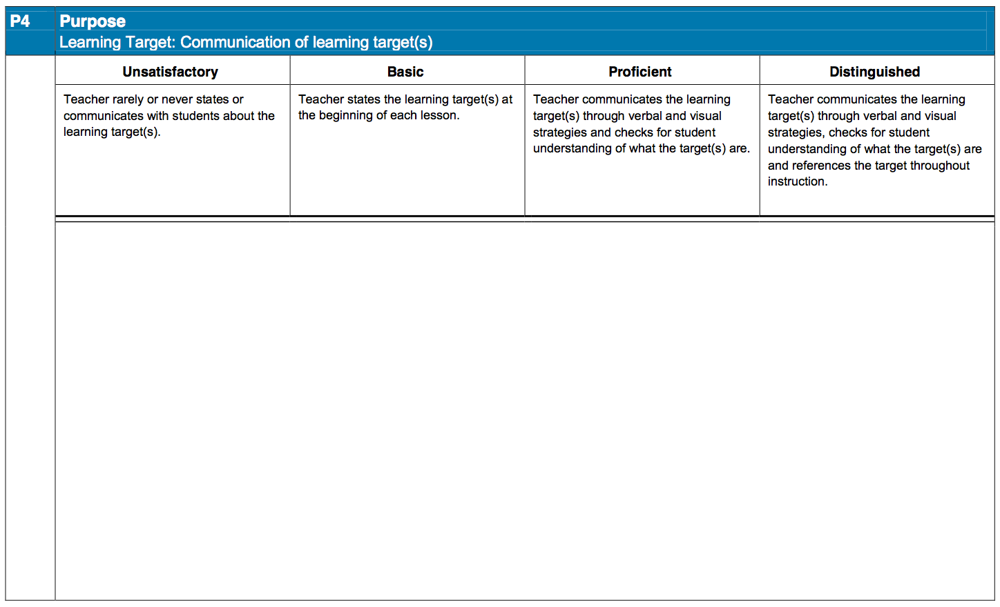 P4
Purpose
Learning Target: Communication of learning target(s)
Unsatisfactory
Basic
Proficient
Distinguished
Teacher rarely or never states or
communicates with students about the
learning target(s).
Teacher states the learning target(s) at
the beginning of each lesson.
Teacher communicates the learning
target(s) through verbal and visual
strategies and checks for student
understanding of what the target(s) are.
Teacher communicates the learning
target(s) through verbal and visual
strategies, checks for student
understanding of what the target(s) are
and references the target throughout
instruction.